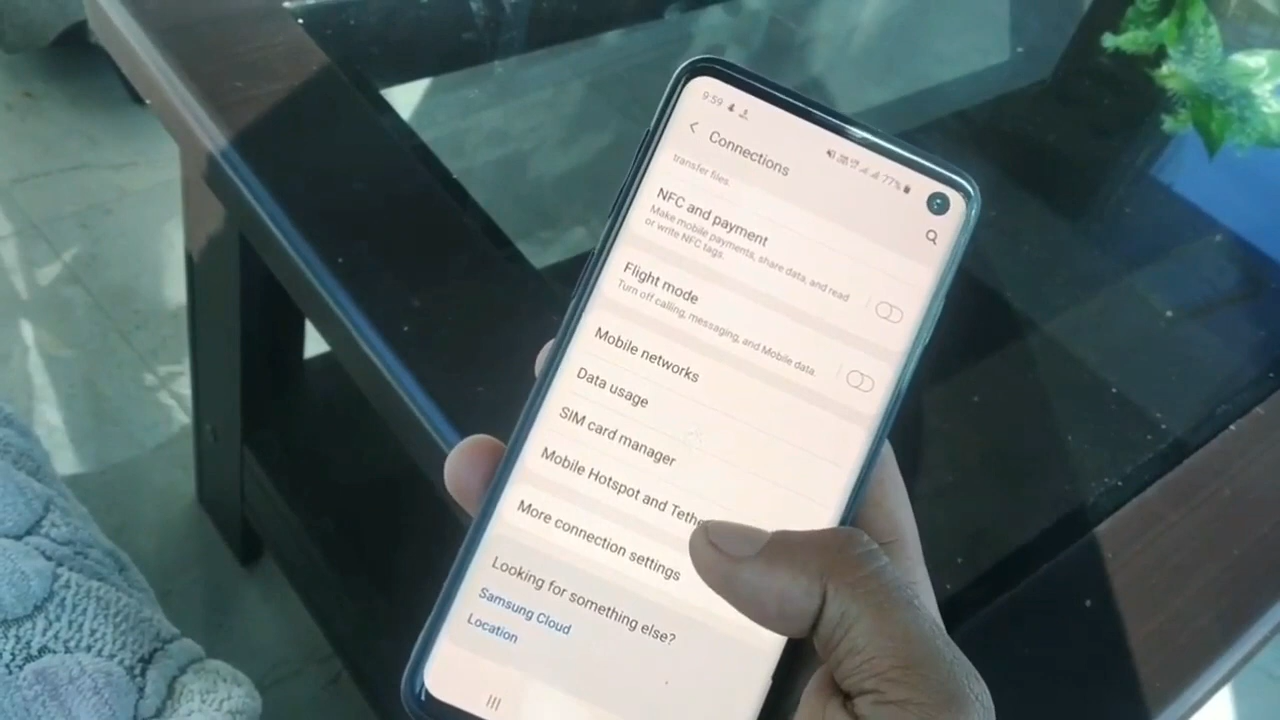 9:59
77%
Connections
transfer files.
NFC and payment
Make mobile payments, share data, and read
or write NFC tags.
Flight mode
Turn off calling, messaging, and Mobile data.
Mobile networks
Data usage
SIM card manager
Mobile Hotspot and Tethe
More connection settings
Looking for something else?
Samsung Cloud
Location